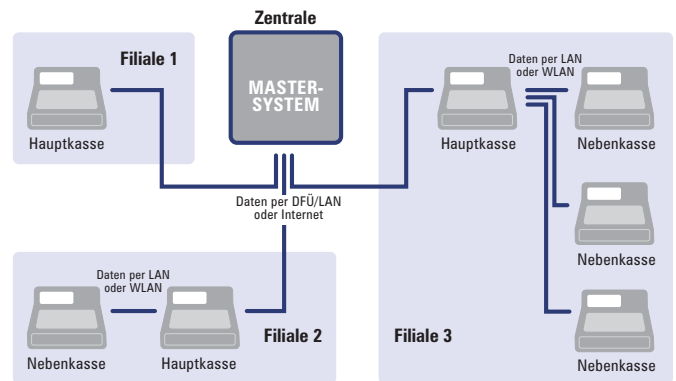 Zentrale
MASTER-
SYSTEM
Filiale 1
Hauptkasse
Daten per DFÜ/LAN
oder Internet
Daten per LAN
oder WLAN
Nebenkasse
Hauptkasse
Filiale 2
Daten per LAN
oder WLAN
Hauptkasse
Nebenkasse
Nebenkasse
Filiale 3
Nebenkasse